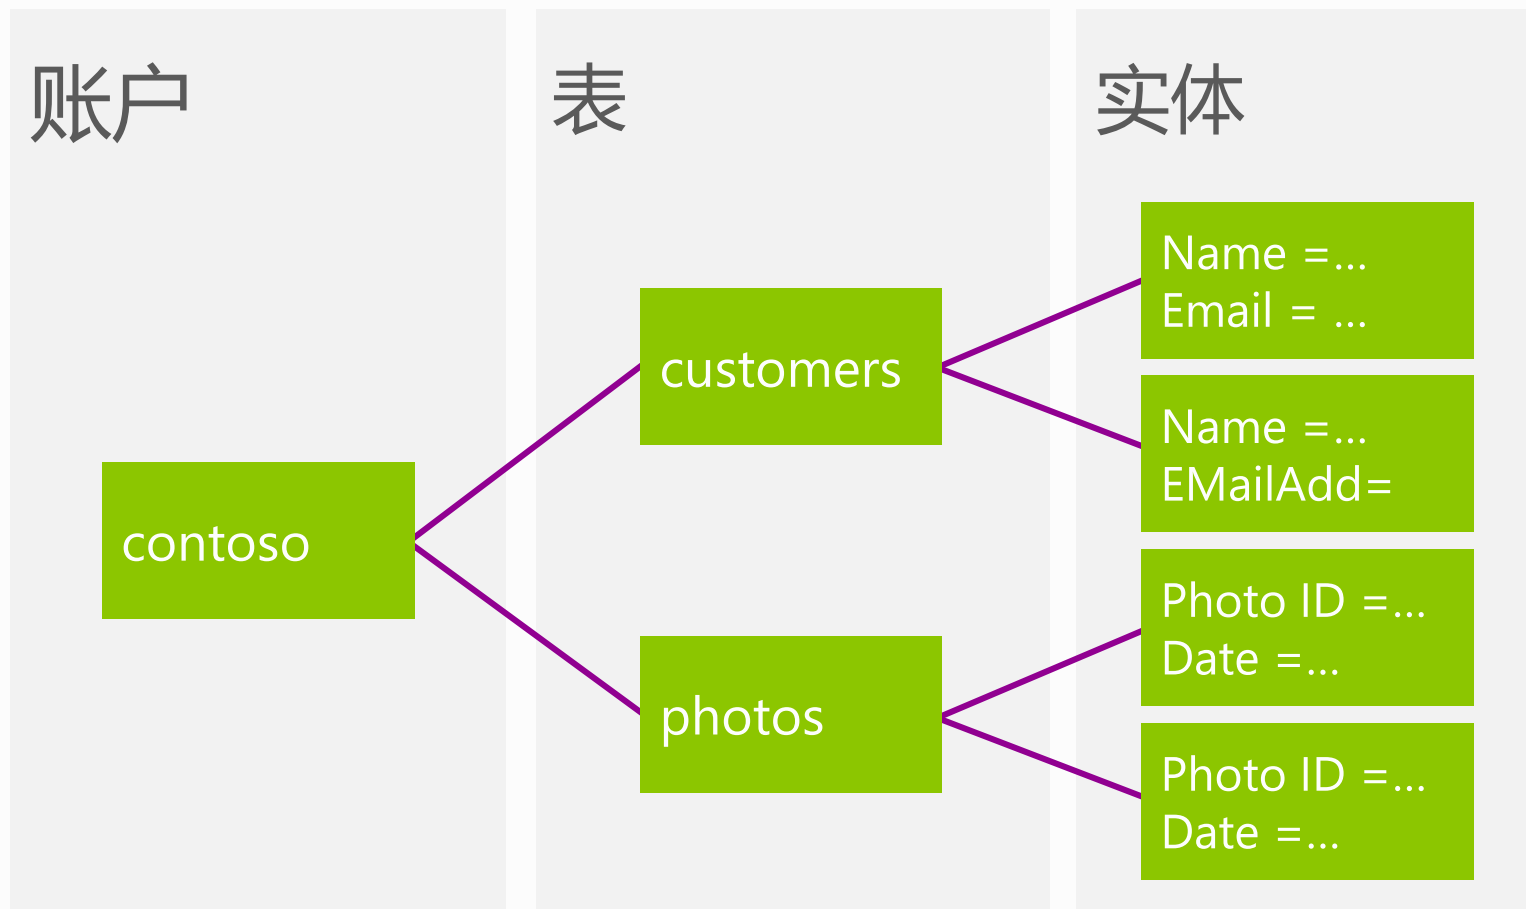 账户
表
实体
contoso
customers
photos
Name =...
Email = ...
Name =...
EMailAdd=
Photo ID =...
Date =...
Photo ID =...
Date =...